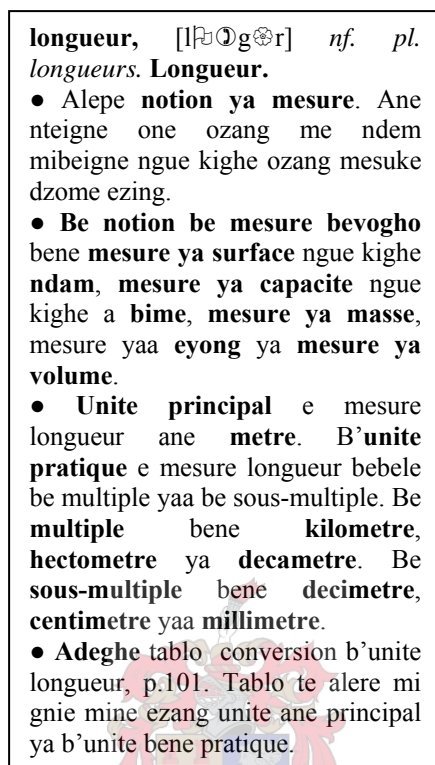 longueur, [l🏳➲g❀r] nf. pl.
longueurs. Longueur.
● Alepe notion ya mesure. Ane
nteigne one ozang me ndem
mibeigne ngue kighe ozang mesuke
dzome ezing.
● Be notion be mesure bevogho
bene mesure ya surface ngue kighe
ndam, mesure ya capacite ngue
kighe a bime, mesure ya masse,
mesure yaa eyong ya mesure ya
volume.
● Unite principal e mesure
longueur ane metre. B’unite
pratique e mesure longueur bebele
be multiple yaa be sous-multiple. Be
multiple bene kilometre,
hectometre ya decametre. Be
sous-multiple bene decimetre,
centimetre yaa millimetre.
● Adeghe tablo conversion b’unite
longueur, p.101. Tablo te alere mi
gnie mine ezang unite ane principal
ya b’unite bene pratique.